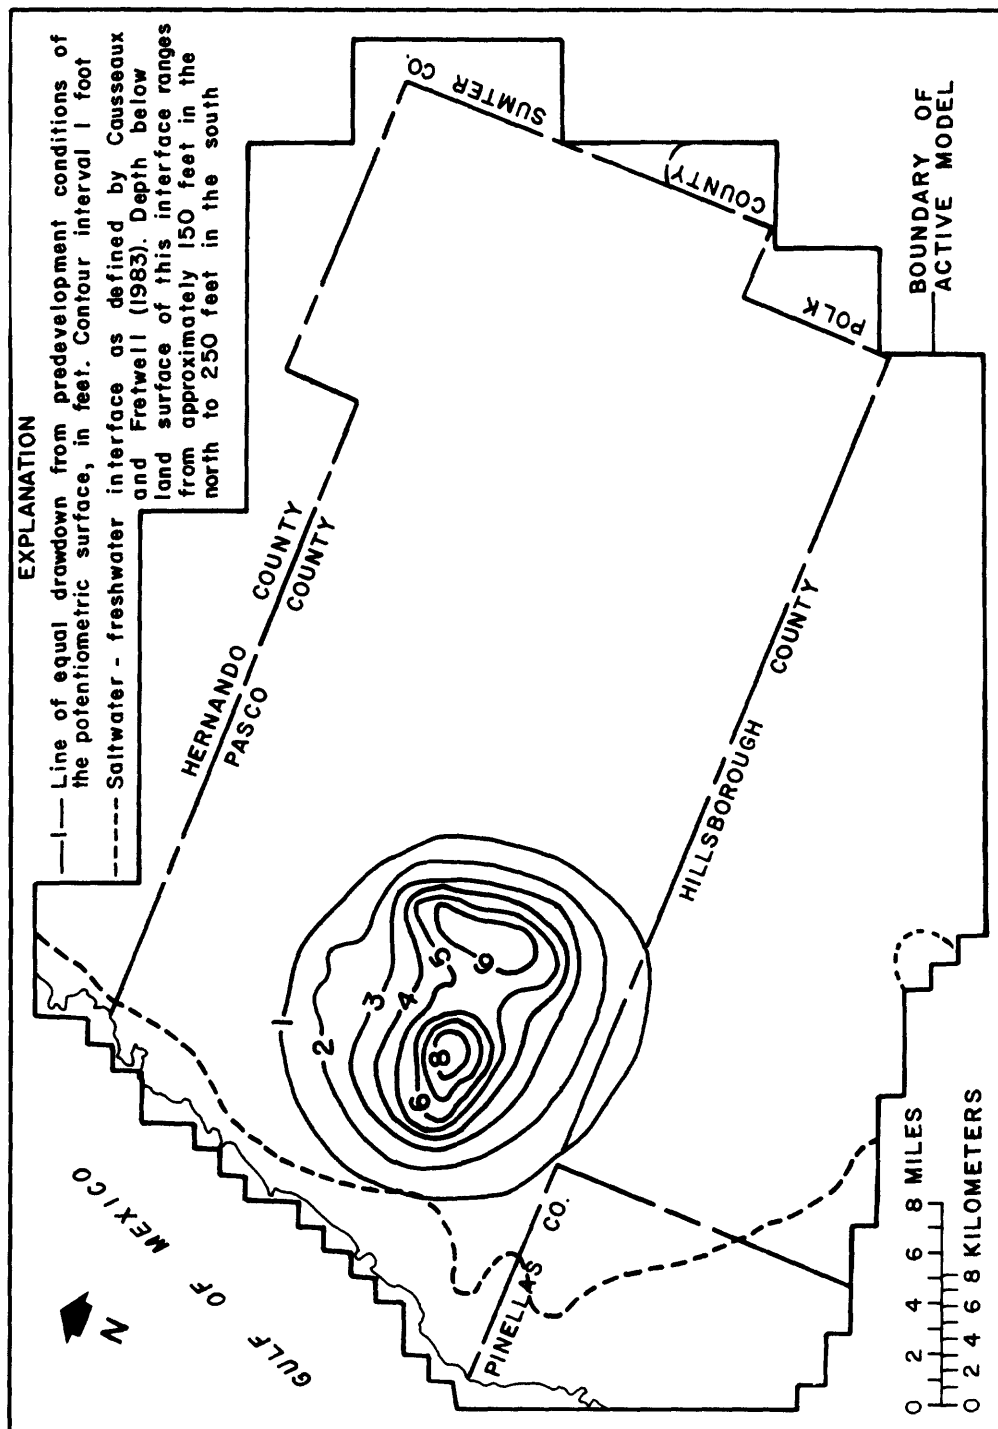 EXPLANATION
—1— Line of equal drawdown from predevelopment conditions of
the potentiometric surface, in feet. Contour interval 1 foot
----- Saltwater - freshwater interface as defined by Causseaux
and Fretwell (1983). Depth below
land surface of this interface ranges
from approximately 150 feet in the
north to 250 feet in the south
HERNANDO COUNTY
PASCO COUNTY
SUMTER CO.
POLK COUNTY
HILLSBOROUGH COUNTY
PINELLAS CO.
GULF OF MEXICO
N
1
2
3
4
5
6
8
6
BOUNDARY OF
ACTIVE MODEL
0 2 4 6 8 MILES
0 2 4 6 8 KILOMETERS